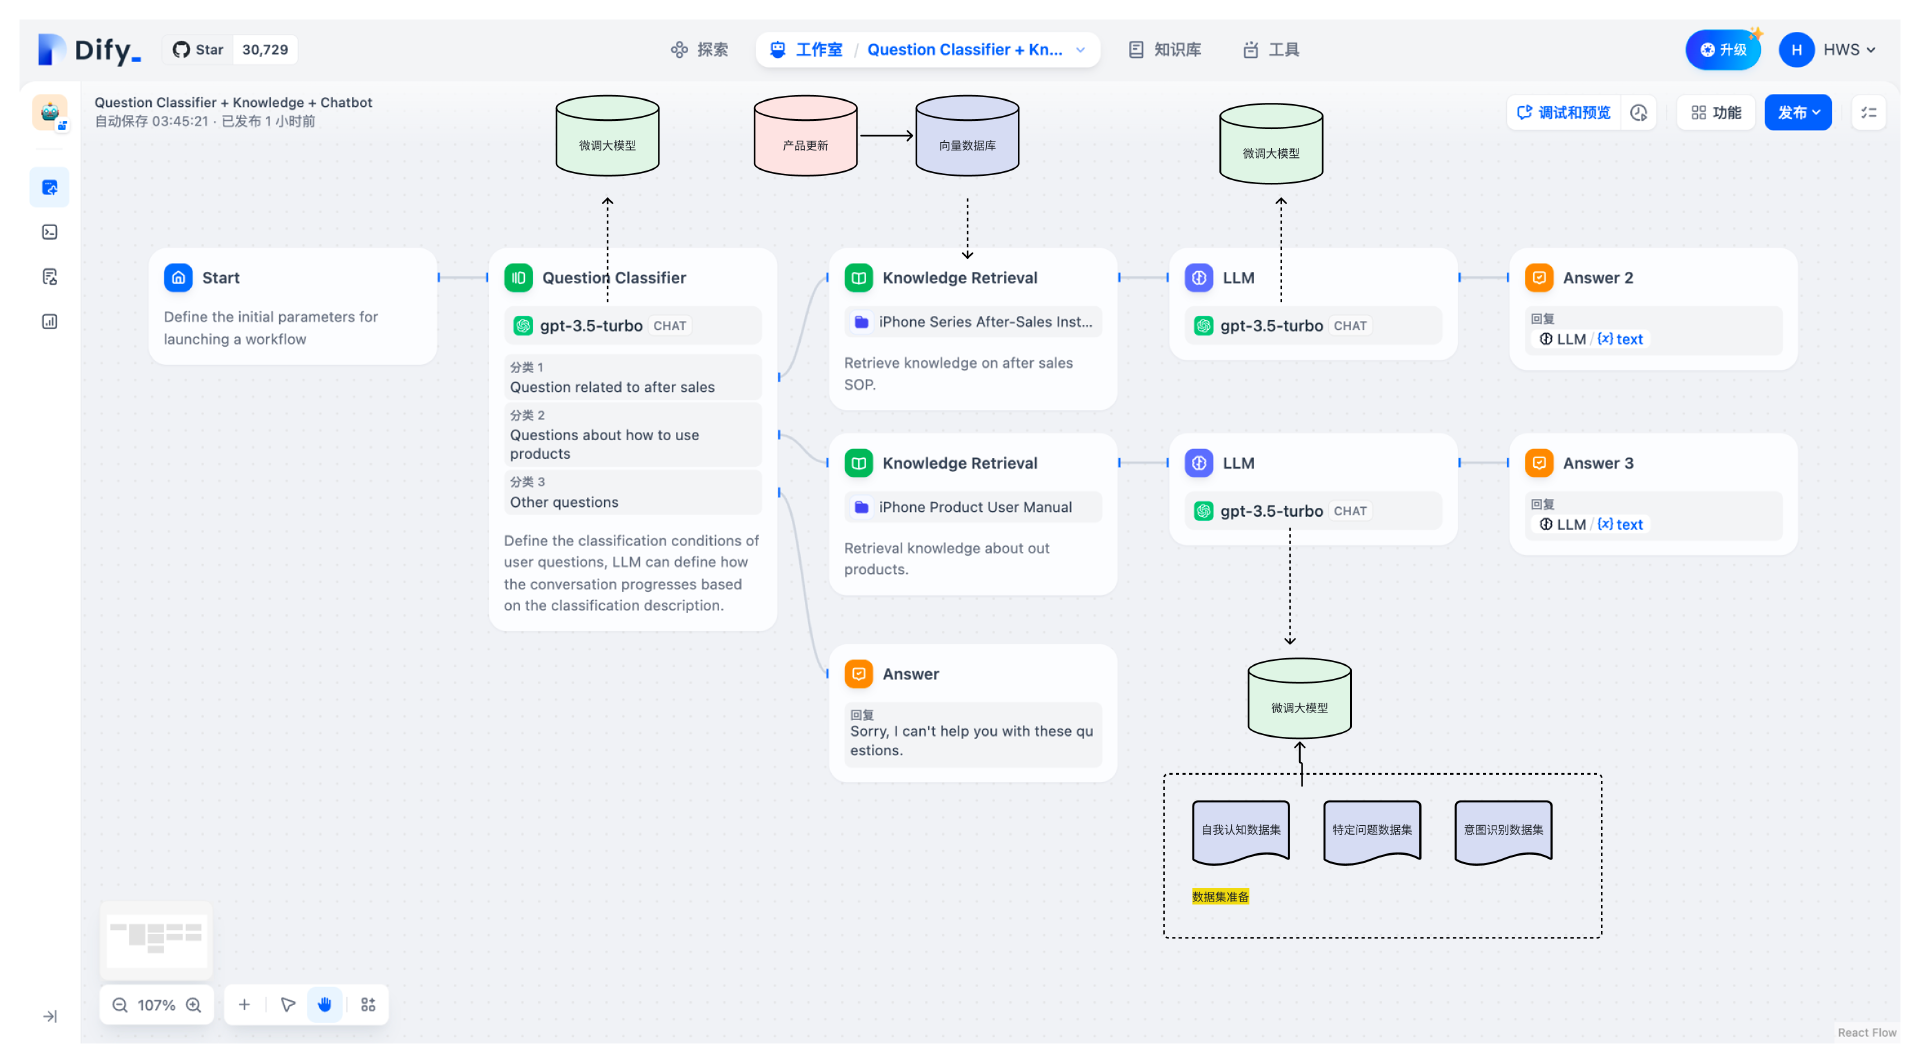 Dify_
Star 30,729
探索
工作室 / Question Classifier + Kn...
知识库
工具
升级
H HWS
Question Classifier + Knowledge + Chatbot
自动保存 03:45:21 · 已发布 1 小时前
调试和预览
功能
发布
微调大模型
产品更新
向量数据库
微调大模型
Start
Define the initial parameters for
launching a workflow
Question Classifier
gpt-3.5-turbo CHAT
分类 1
Question related to after sales
分类 2
Questions about how to use
products
分类 3
Other questions
Define the classification conditions of
user questions, LLM can define how
the conversation progresses based
on the classification description.
Knowledge Retrieval
iPhone Series After-Sales Inst...
Retrieve knowledge on after sales
SOP.
LLM
gpt-3.5-turbo CHAT
Answer 2
回复
LLM / {x} text
Knowledge Retrieval
iPhone Product User Manual
Retrieval knowledge about out
products.
LLM
gpt-3.5-turbo CHAT
Answer 3
回复
LLM / {x} text
Answer
回复
Sorry, I can't help you with these qu
estions.
微调大模型
自我认知数据集
特定问题数据集
意图识别数据集
数据集准备
107%
React Flow